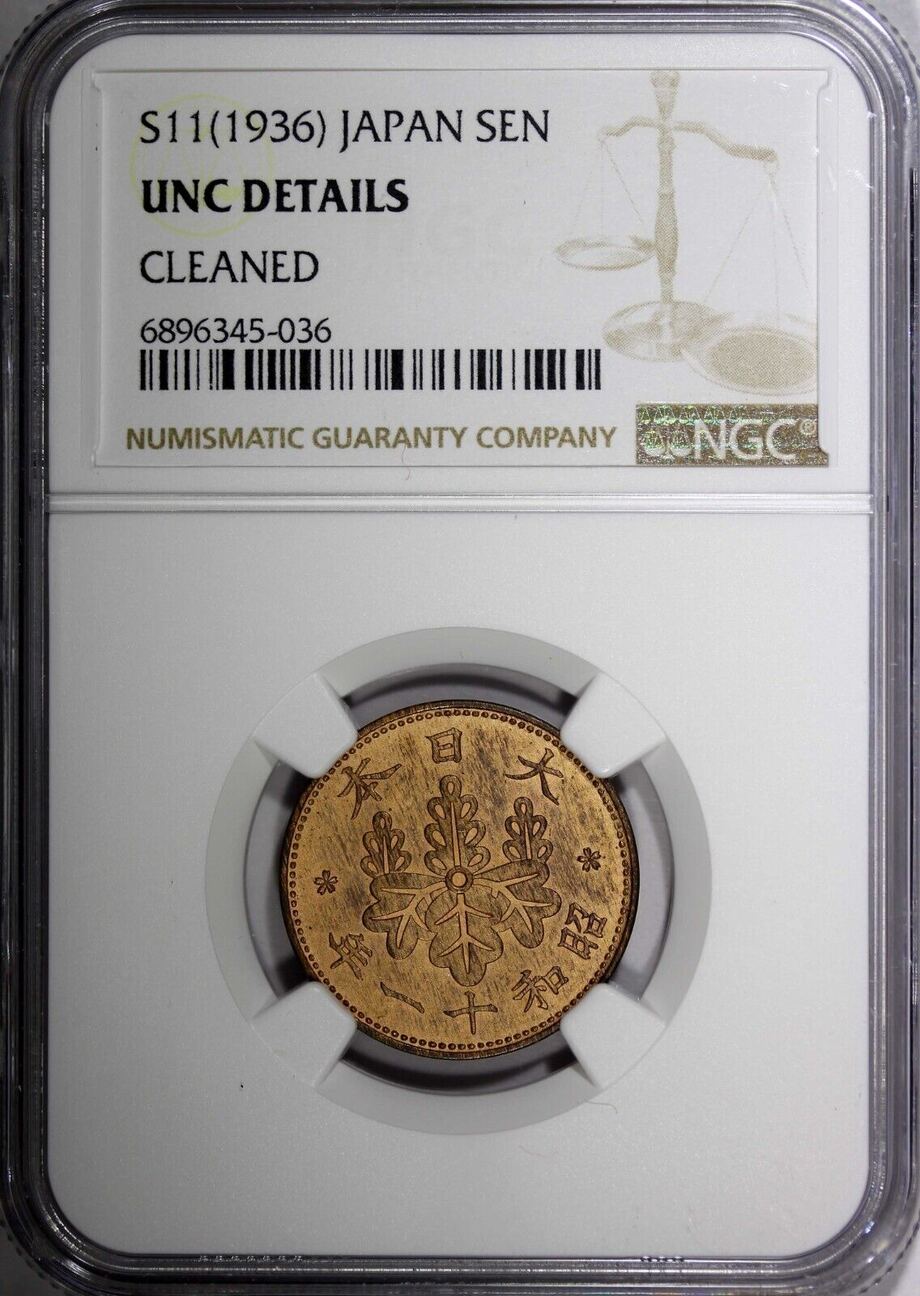 S11(1936) JAPAN SEN
UNC DETAILS
CLEANED
6896345-036
NUMISMATIC GUARANTY COMPANY
NGC®
大日本
昭和十一年